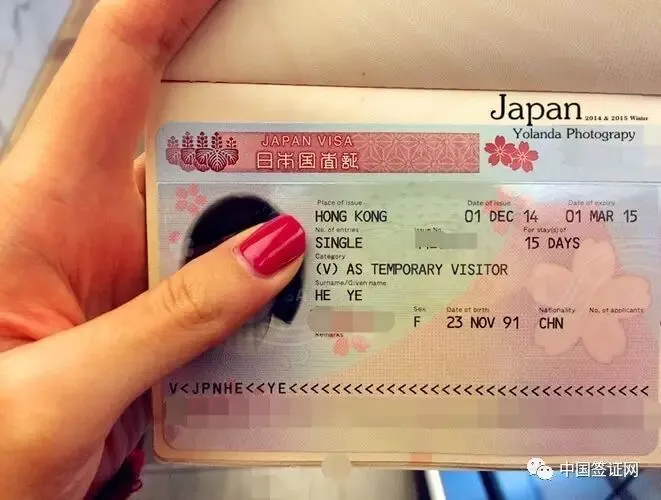 Japan 2014 & 2015 Winter
Yolanda Photograpy
JAPAN VISA
日本国査証
Place of issue Date of issue Date of expiry
HONG KONG 01 DEC 14 01 MAR 15
No. of entries Issue No. For stay(s)of
SINGLE 15 DAYS
Category
(V) AS TEMPORARY VISITOR
Surname/Given name
HE YE
Sex Date of birth Nationality No. of applicants
F 23 NOV 91 CHN
Remarks
V<JPNHE<<YE<<<<<<<<<<<<<<<<<<<<<<<<<<<<<<<<<
中国签证网